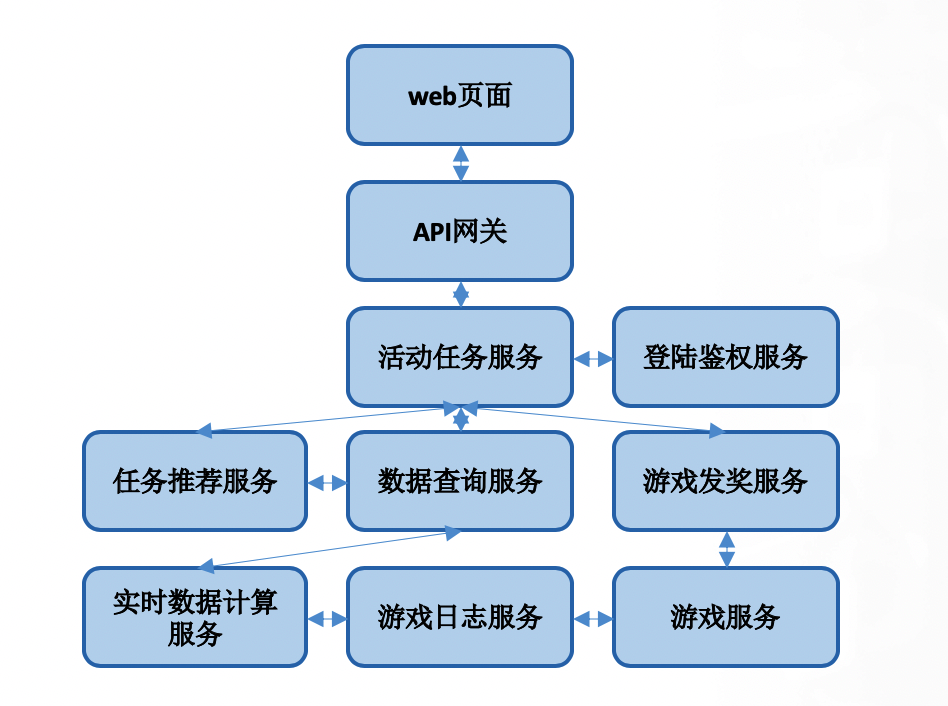 web页面
API网关
活动任务服务
登陆鉴权服务
任务推荐服务
数据查询服务
游戏发奖服务
实时数据计算
服务
游戏日志服务
游戏服务